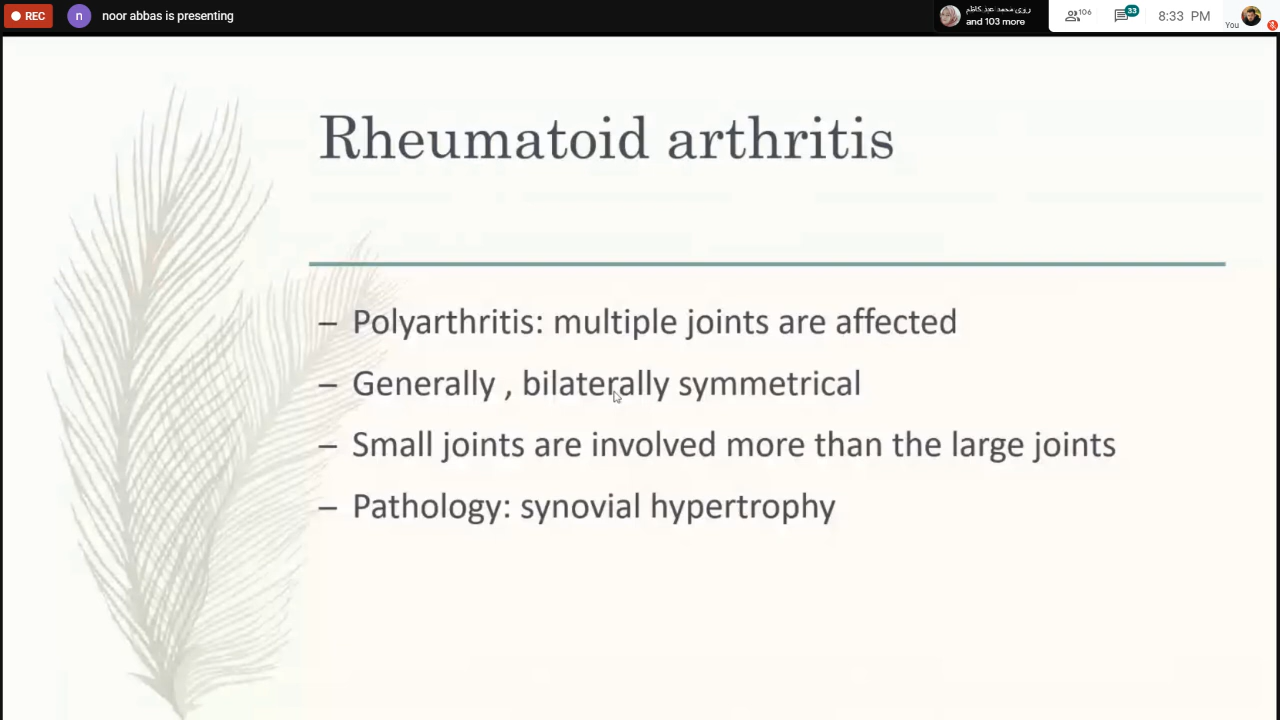 REC
n
noor abbas is presenting
روى محمد عبد كاظم
and 103 more
106
33
8:33 PM
You
Rheumatoid arthritis
– Polyarthritis: multiple joints are affected
– Generally , bilaterally symmetrical
– Small joints are involved more than the large joints
– Pathology: synovial hypertrophy